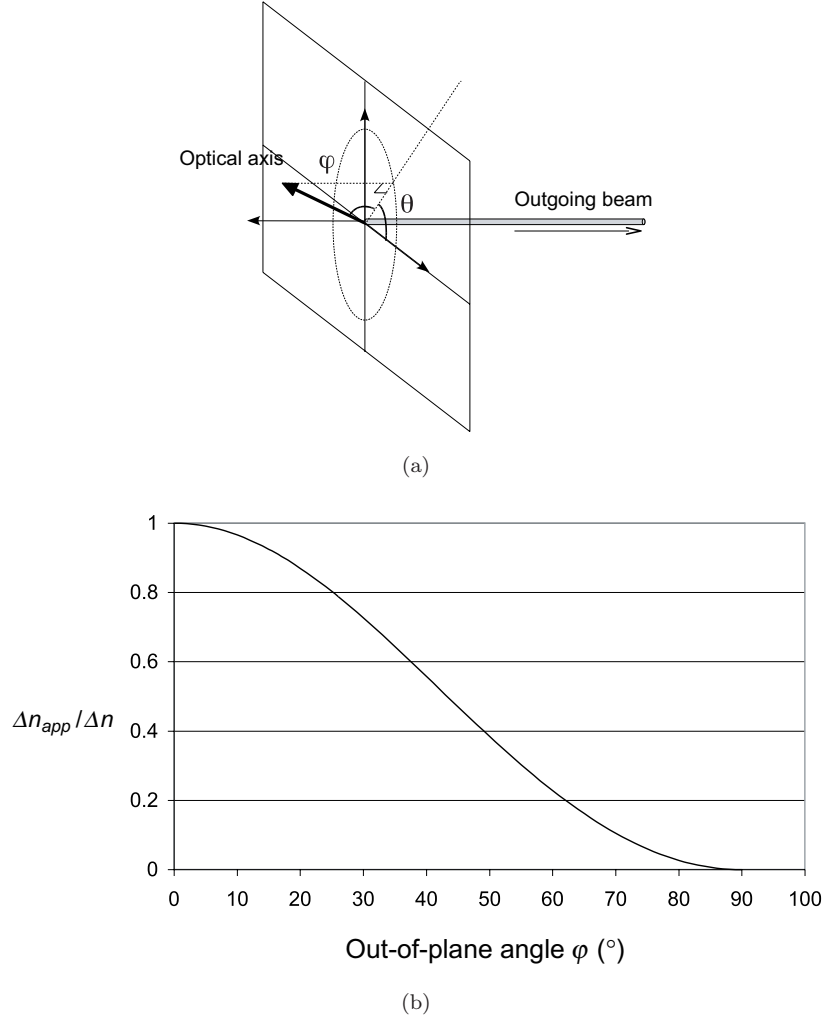 Optical axis
φ
θ
Outgoing beam
(a)
1
0.8
0.6
Δn_app/Δn
0.4
0.2
0
0 10 20 30 40 50 60 70 80 90 100
Out-of-plane angle φ (°)
(b)